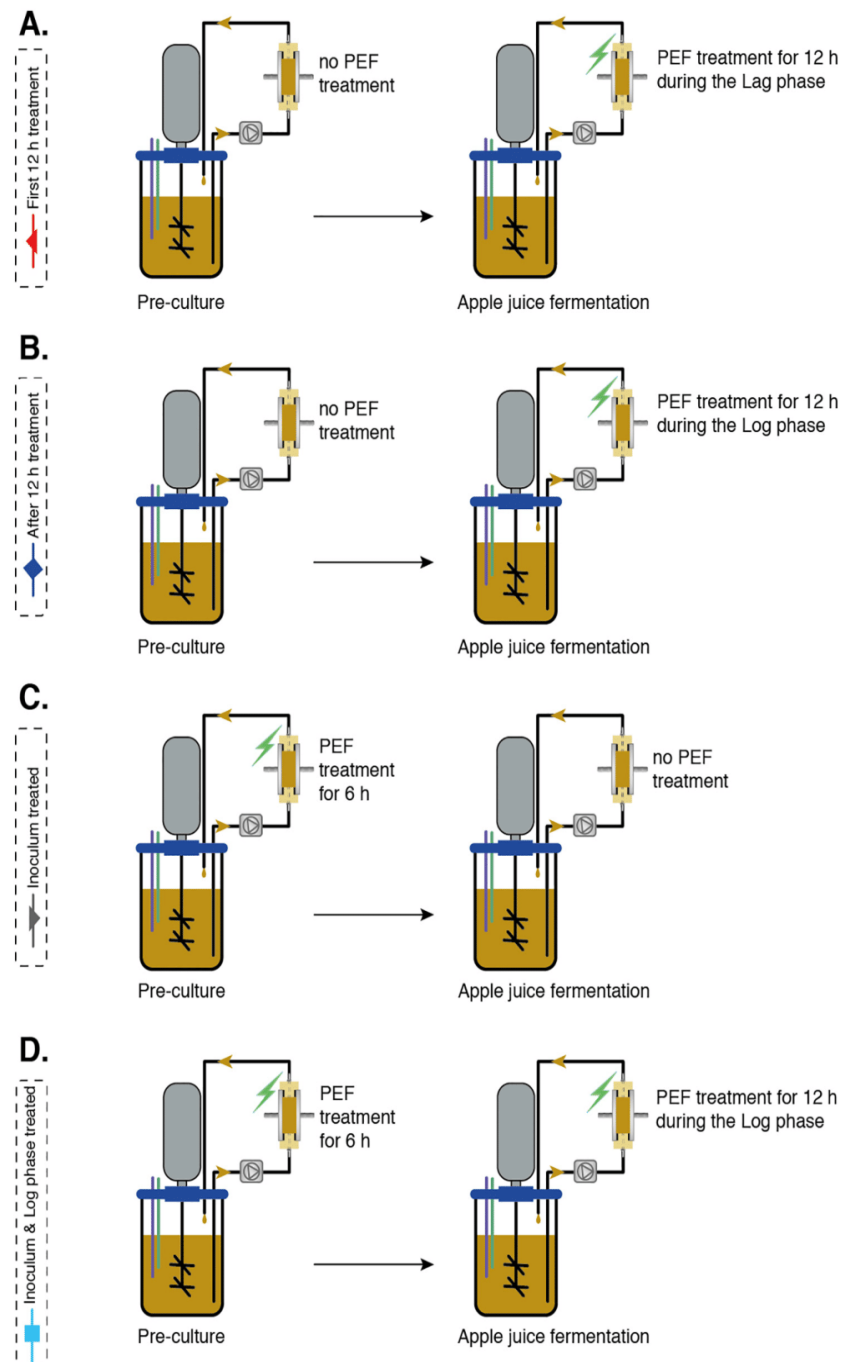 A.
First 12 h treatment
no PEF
treatment
PEF treatment for 12 h
during the Lag phase
Pre-culture
Apple juice fermentation
B.
After 12 h treatment
no PEF
treatment
PEF treatment for 12 h
during the Log phase
Pre-culture
Apple juice fermentation
C.
Inoculum treated
PEF
treatment
for 6 h
no PEF
treatment
Pre-culture
Apple juice fermentation
D.
Inoculum & Log phase treated
PEF
treatment
for 6 h
PEF treatment for 12 h
during the Log phase
Pre-culture
Apple juice fermentation